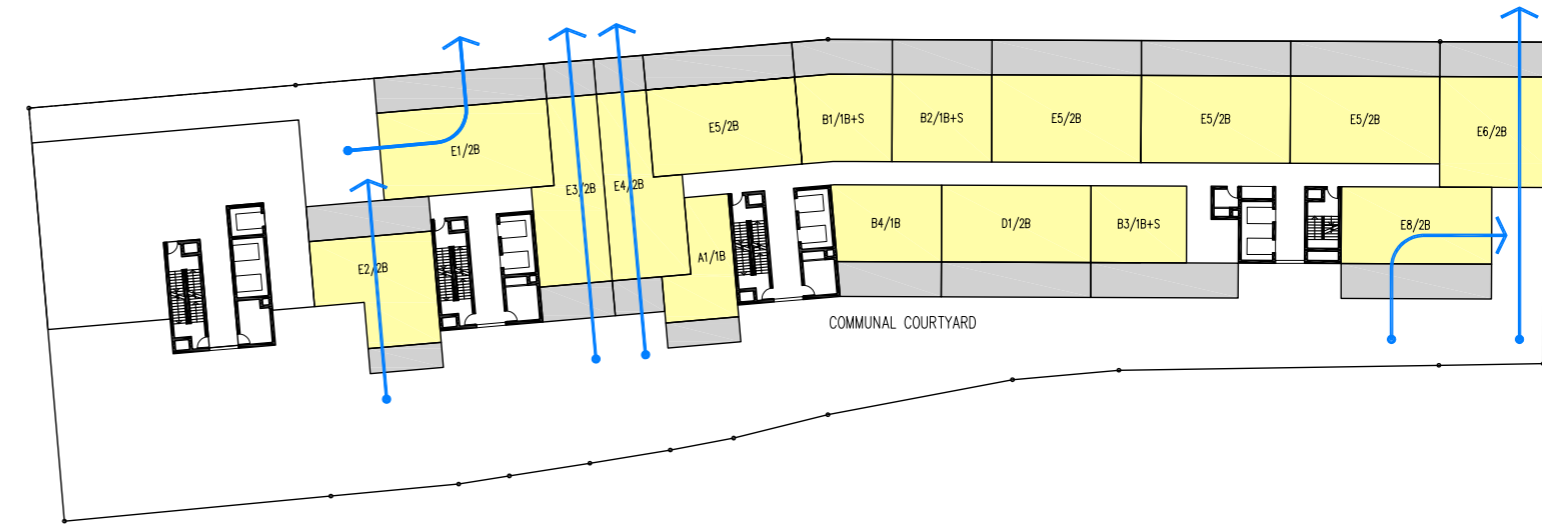 E1/2B
E3/2B
E4/2B
E5/2B
B1/1B+S
B2/1B+S
E5/2B
E5/2B
E5/2B
E6/2B
E2/2B
A1/1B
B4/1B
D1/2B
B3/1B+S
E8/2B
COMMUNAL COURTYARD